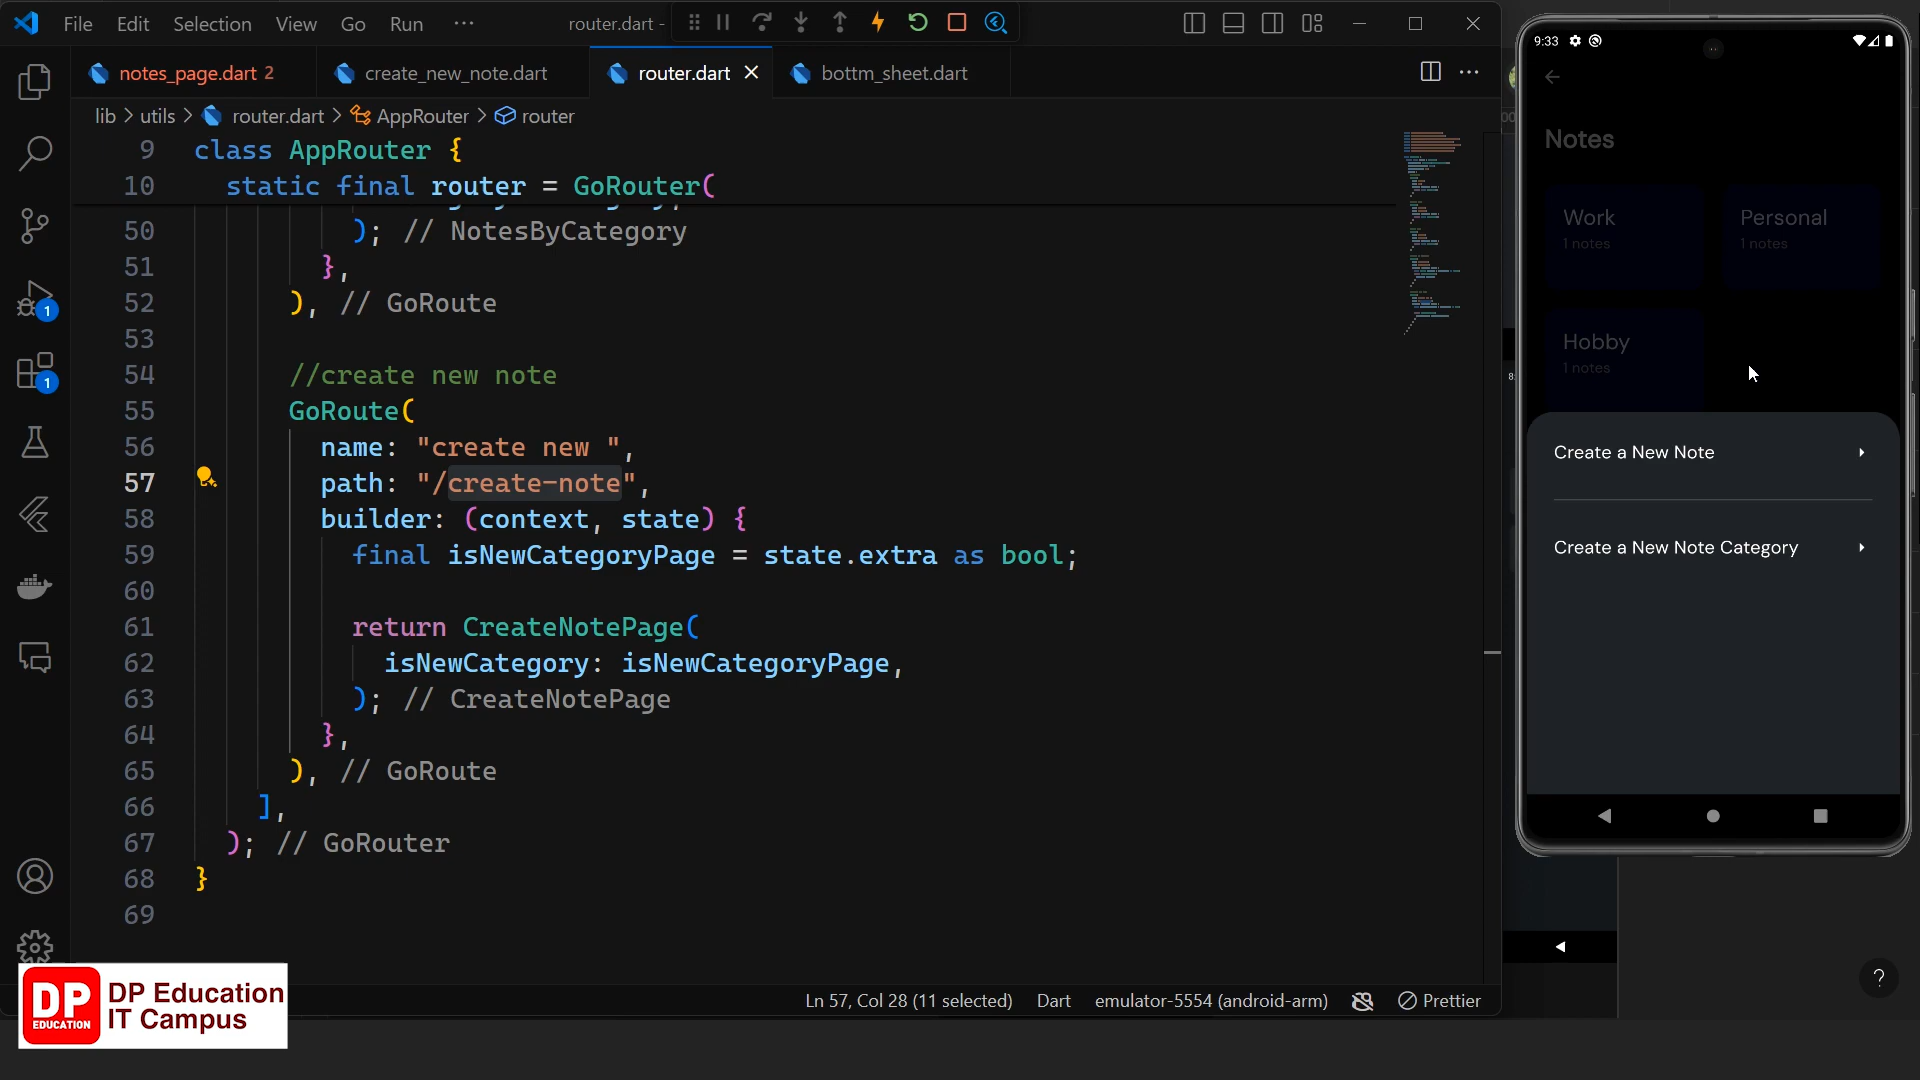 File Edit Selection View Go Run ··· router.dart -
notes_page.dart 2 create_new_note.dart router.dart bottm_sheet.dart
lib > utils > router.dart > AppRouter > router
9 class AppRouter {
10 static final router = GoRouter(
50 ); // NotesByCategory
51 },
52 ), // GoRoute
53
54 //create new note
55 GoRoute(
56 name: "create new ",
57 path: "/create-note",
58 builder: (context, state) {
59 final isNewCategoryPage = state.extra as bool;
60
61 return CreateNotePage(
62 isNewCategory: isNewCategoryPage,
63 ); // CreateNotePage
64 },
65 ), // GoRoute
66 ],
67 ); // GoRouter
68 }
69
1
1
Ln 57, Col 28 (11 selected) Dart emulator-5554 (android-arm) Prettier
DP EDUCATION
DP Education
IT Campus
9:33
Notes
Work
1 notes
Personal
1 notes
Hobby
1 notes
Create a New Note
Create a New Note Category
?